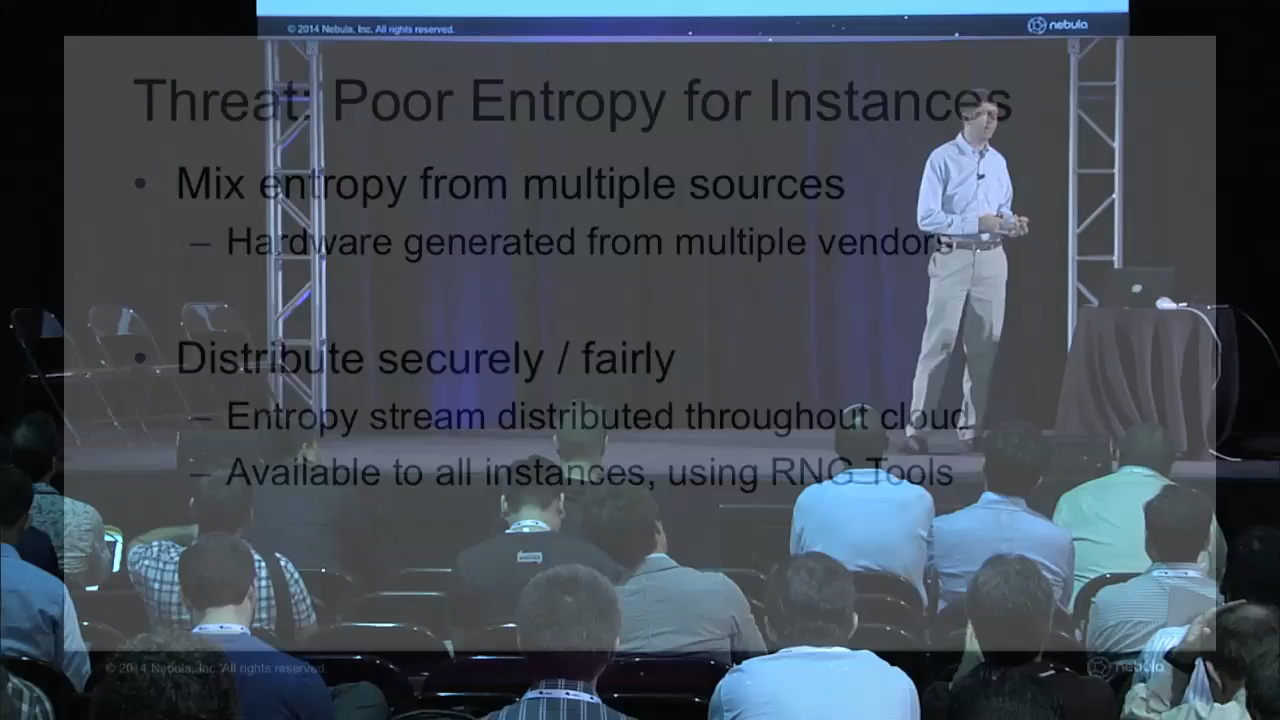 © 2014 Nebula, Inc. All rights reserved.
nebula
Threat: Poor Entropy for Instances
• Mix entropy from multiple sources
– Hardware generated from multiple vendors
• Distribute securely / fairly
– Entropy stream distributed throughout cloud
– Available to all instances, using RNG Tools
© 2014 Nebula, Inc. All rights reserved.
nebula